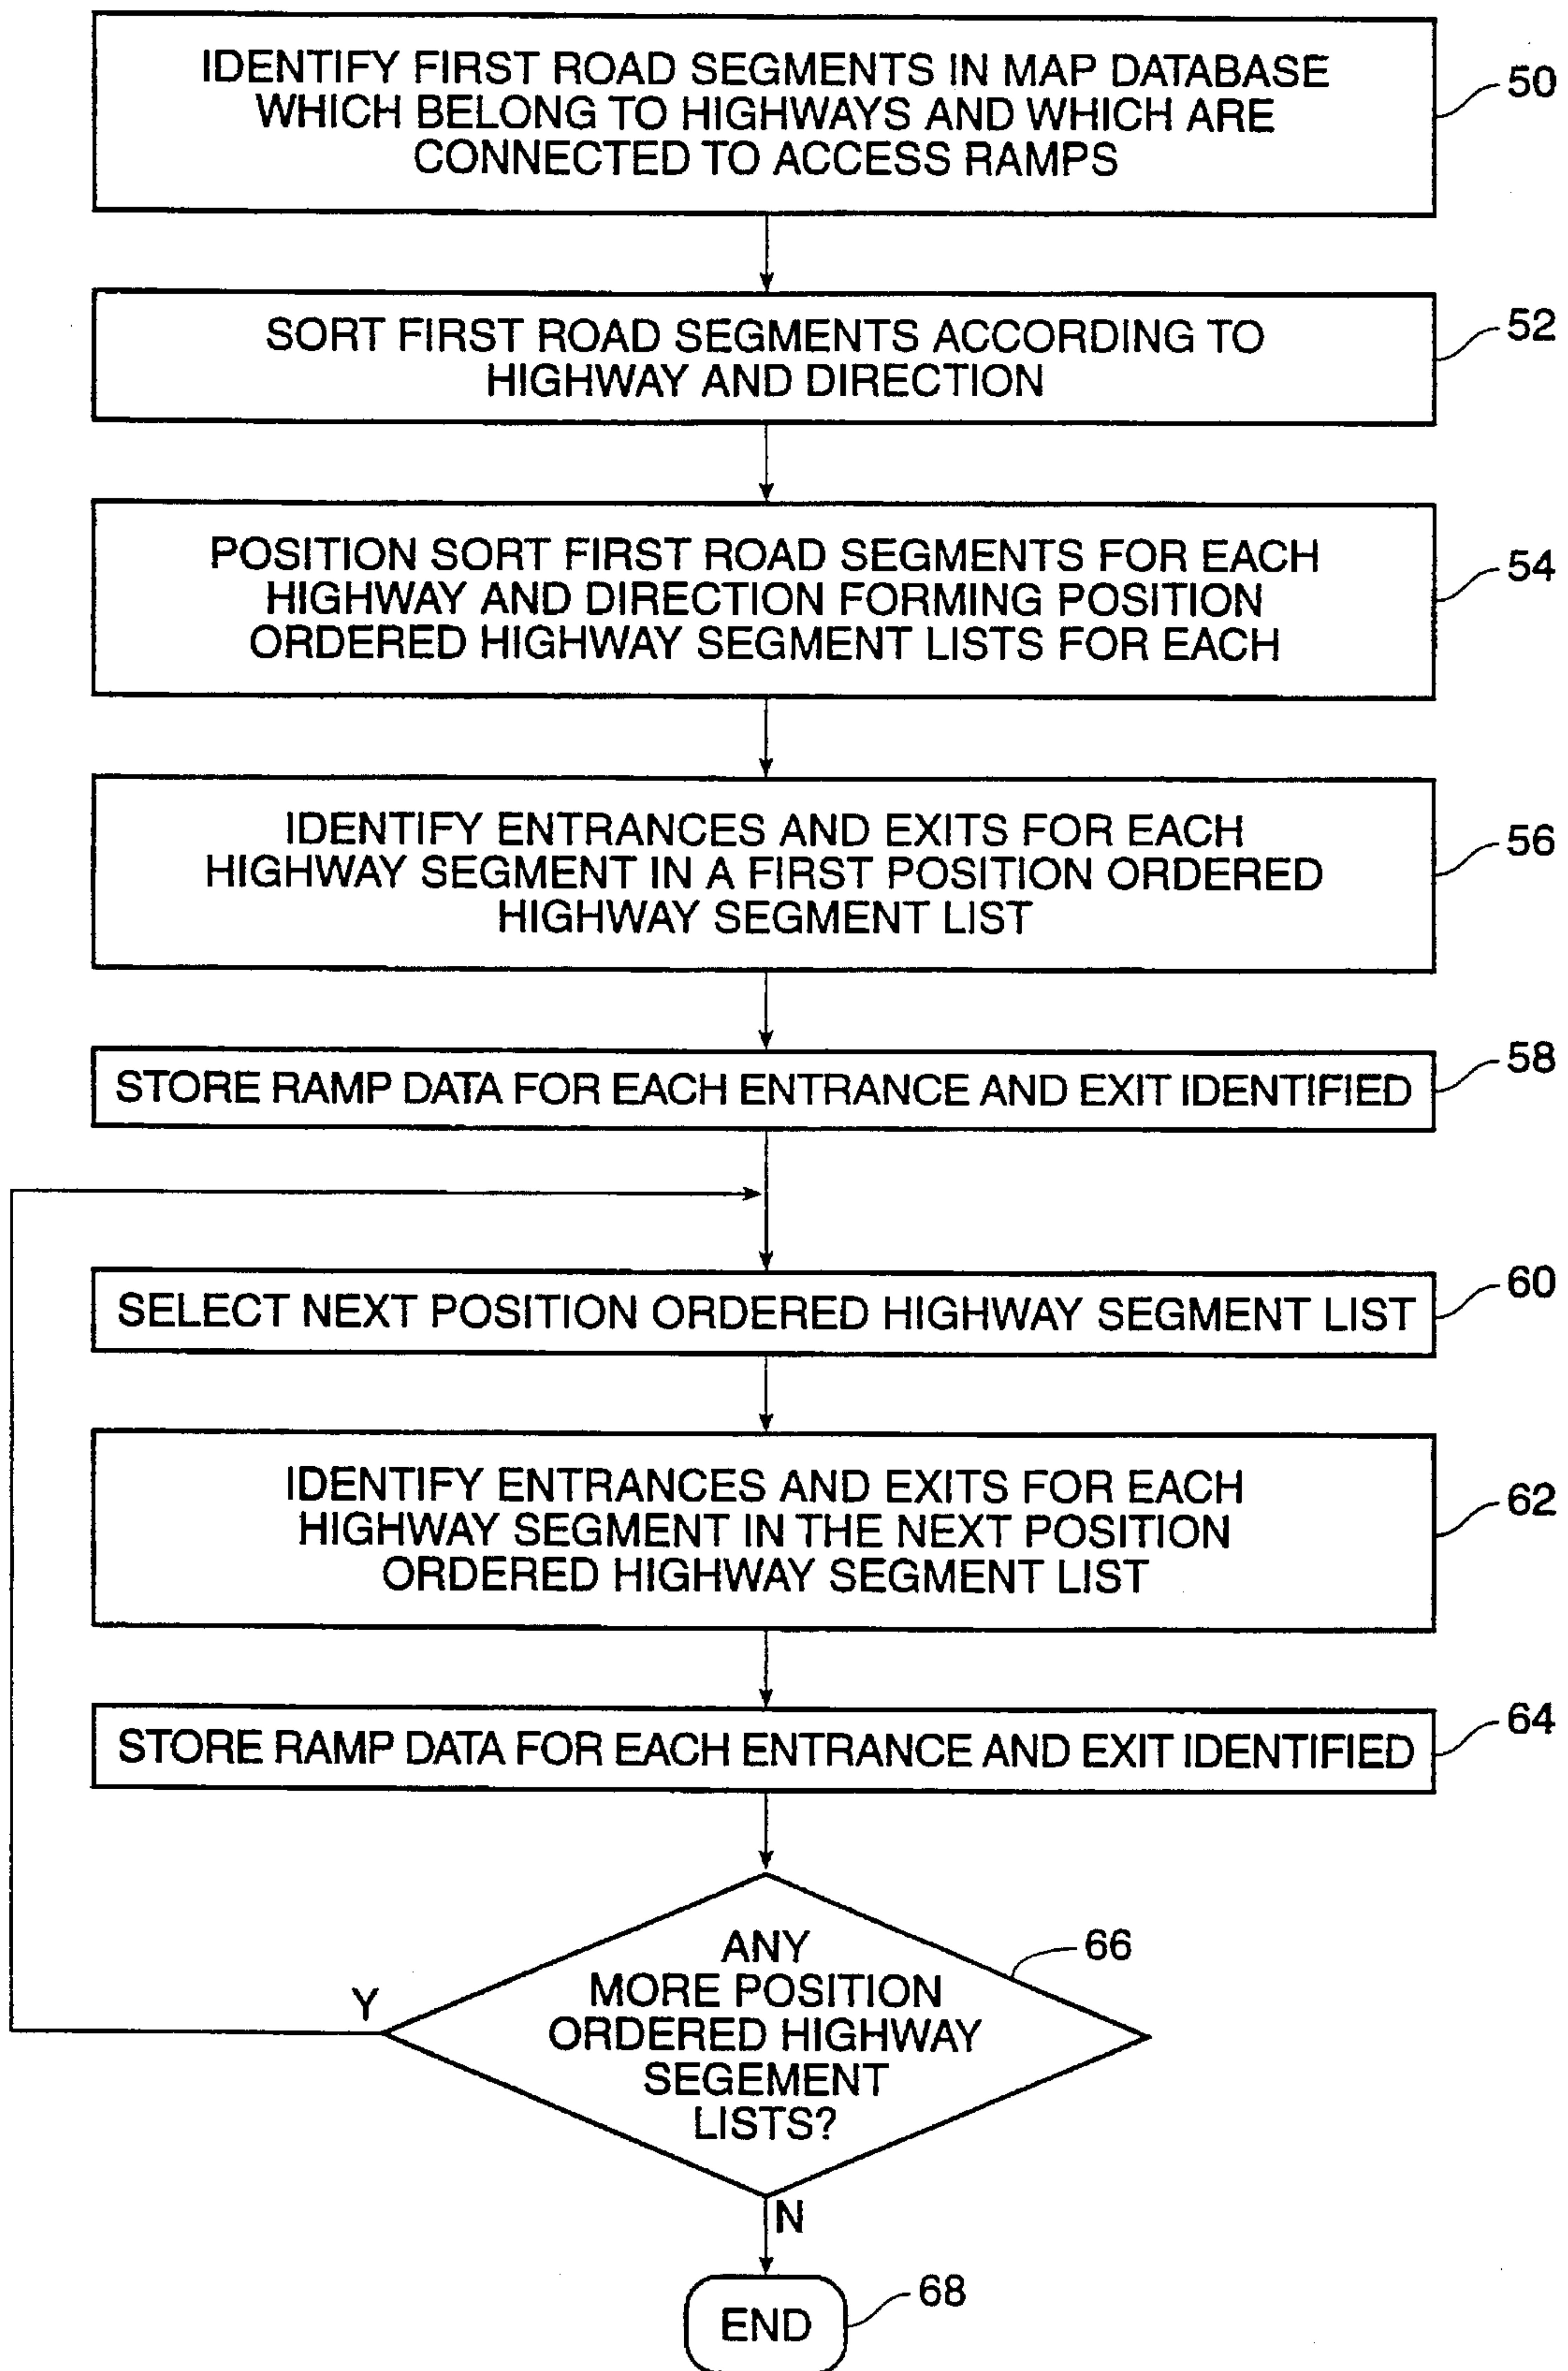 IDENTIFY FIRST ROAD SEGMENTS IN MAP DATABASE
WHICH BELONG TO HIGHWAYS AND WHICH ARE
CONNECTED TO ACCESS RAMPS
50
SORT FIRST ROAD SEGMENTS ACCORDING TO
HIGHWAY AND DIRECTION
52
POSITION SORT FIRST ROAD SEGMENTS FOR EACH
HIGHWAY AND DIRECTION FORMING POSITION
ORDERED HIGHWAY SEGMENT LISTS FOR EACH
54
IDENTIFY ENTRANCES AND EXITS FOR EACH
HIGHWAY SEGMENT IN A FIRST POSITION ORDERED
HIGHWAY SEGMENT LIST
56
STORE RAMP DATA FOR EACH ENTRANCE AND EXIT IDENTIFIED
58
SELECT NEXT POSITION ORDERED HIGHWAY SEGMENT LIST
60
IDENTIFY ENTRANCES AND EXITS FOR EACH
HIGHWAY SEGMENT IN THE NEXT POSITION
ORDERED HIGHWAY SEGMENT LIST
62
STORE RAMP DATA FOR EACH ENTRANCE AND EXIT IDENTIFIED
64
ANY
MORE POSITION
ORDERED HIGHWAY
SEGEMENT
LISTS?
66
Y
N
END
68